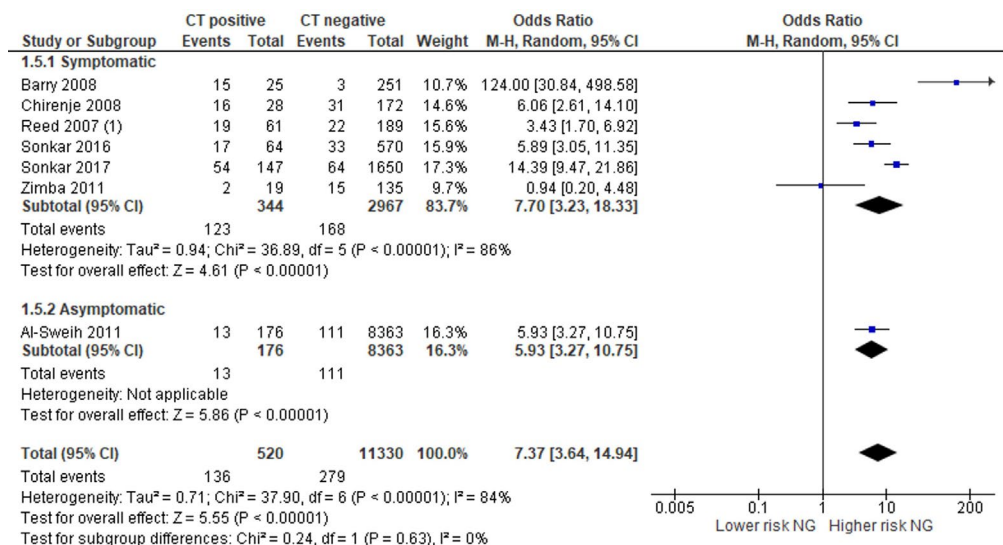 CT positive CT negative Odds Ratio Odds Ratio
Study or Subgroup Events Total Events Total Weight M-H, Random, 95% CI M-H, Random, 95% CI
1.5.1 Symptomatic
Barry 2008 15 25 3 251 10.7% 124.00 [30.84, 498.58]
Chirenje 2008 16 28 31 172 14.6% 6.06 [2.61, 14.10]
Reed 2007 (1) 19 61 22 189 15.6% 3.43 [1.70, 6.92]
Sonkar 2016 17 64 33 570 15.9% 5.89 [3.05, 11.35]
Sonkar 2017 54 147 64 1650 17.3% 14.39 [9.47, 21.86]
Zimba 2011 2 19 15 135 9.7% 0.94 [0.20, 4.48]
Subtotal (95% CI) 344 2967 83.7% 7.70 [3.23, 18.33]
Total events 123 168
Heterogeneity: Tau² = 0.94; Chi² = 36.89, df = 5 (P < 0.00001); I² = 86%
Test for overall effect: Z = 4.61 (P < 0.00001)
1.5.2 Asymptomatic
Al-Sweih 2011 13 176 111 8363 16.3% 5.93 [3.27, 10.75]
Subtotal (95% CI) 176 8363 16.3% 5.93 [3.27, 10.75]
Total events 13 111
Heterogeneity: Not applicable
Test for overall effect: Z = 5.86 (P < 0.00001)
Total (95% CI) 520 11330 100.0% 7.37 [3.64, 14.94]
Total events 136 279
Heterogeneity: Tau² = 0.71; Chi² = 37.90, df = 6 (P < 0.00001); I² = 84%
Test for overall effect: Z = 5.55 (P < 0.00001)
Test for subgroup differences: Chi² = 0.24, df = 1 (P = 0.63), I² = 0%
0.005 0.1 1 10 200
Lower risk NG Higher risk NG